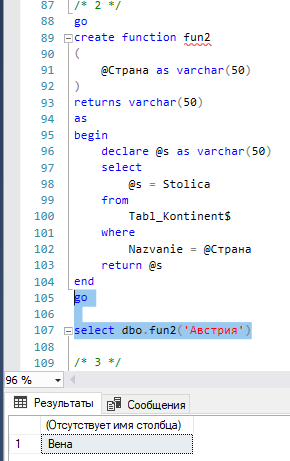 87 /* 2 */
88 go
89 create function fun2
90 (
91 @Страна as varchar(50)
92 )
93 returns varchar(50)
94 as
95 begin
96 declare @s as varchar(50)
97 select
98 @s = Stolica
99 from
100 Tabl_Kontinent$
101 where
102 Nazvanie = @Страна
103 return @s
104 end
105 go
106
107 select dbo.fun2('Австрия')
108
109 /* 3 */
96 %
Результаты Сообщения
(Отсутствует имя столбца)
1 Вена